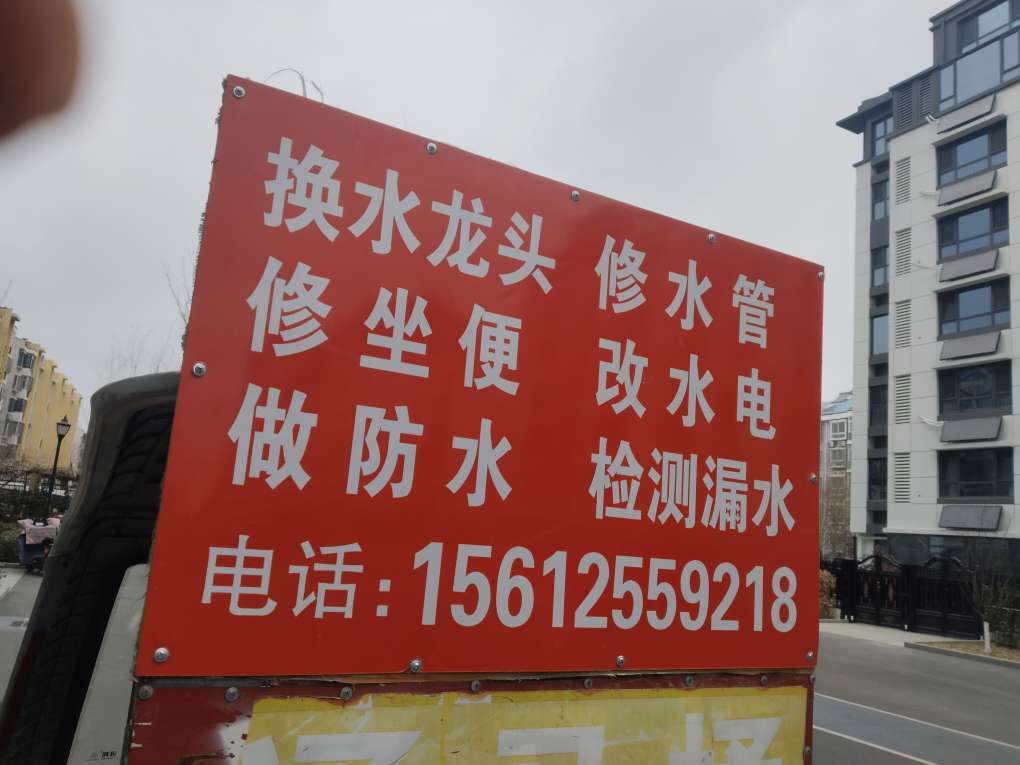 换水龙头 修水管
修坐便 改水电
做防水 检测漏水
电话:15612559218